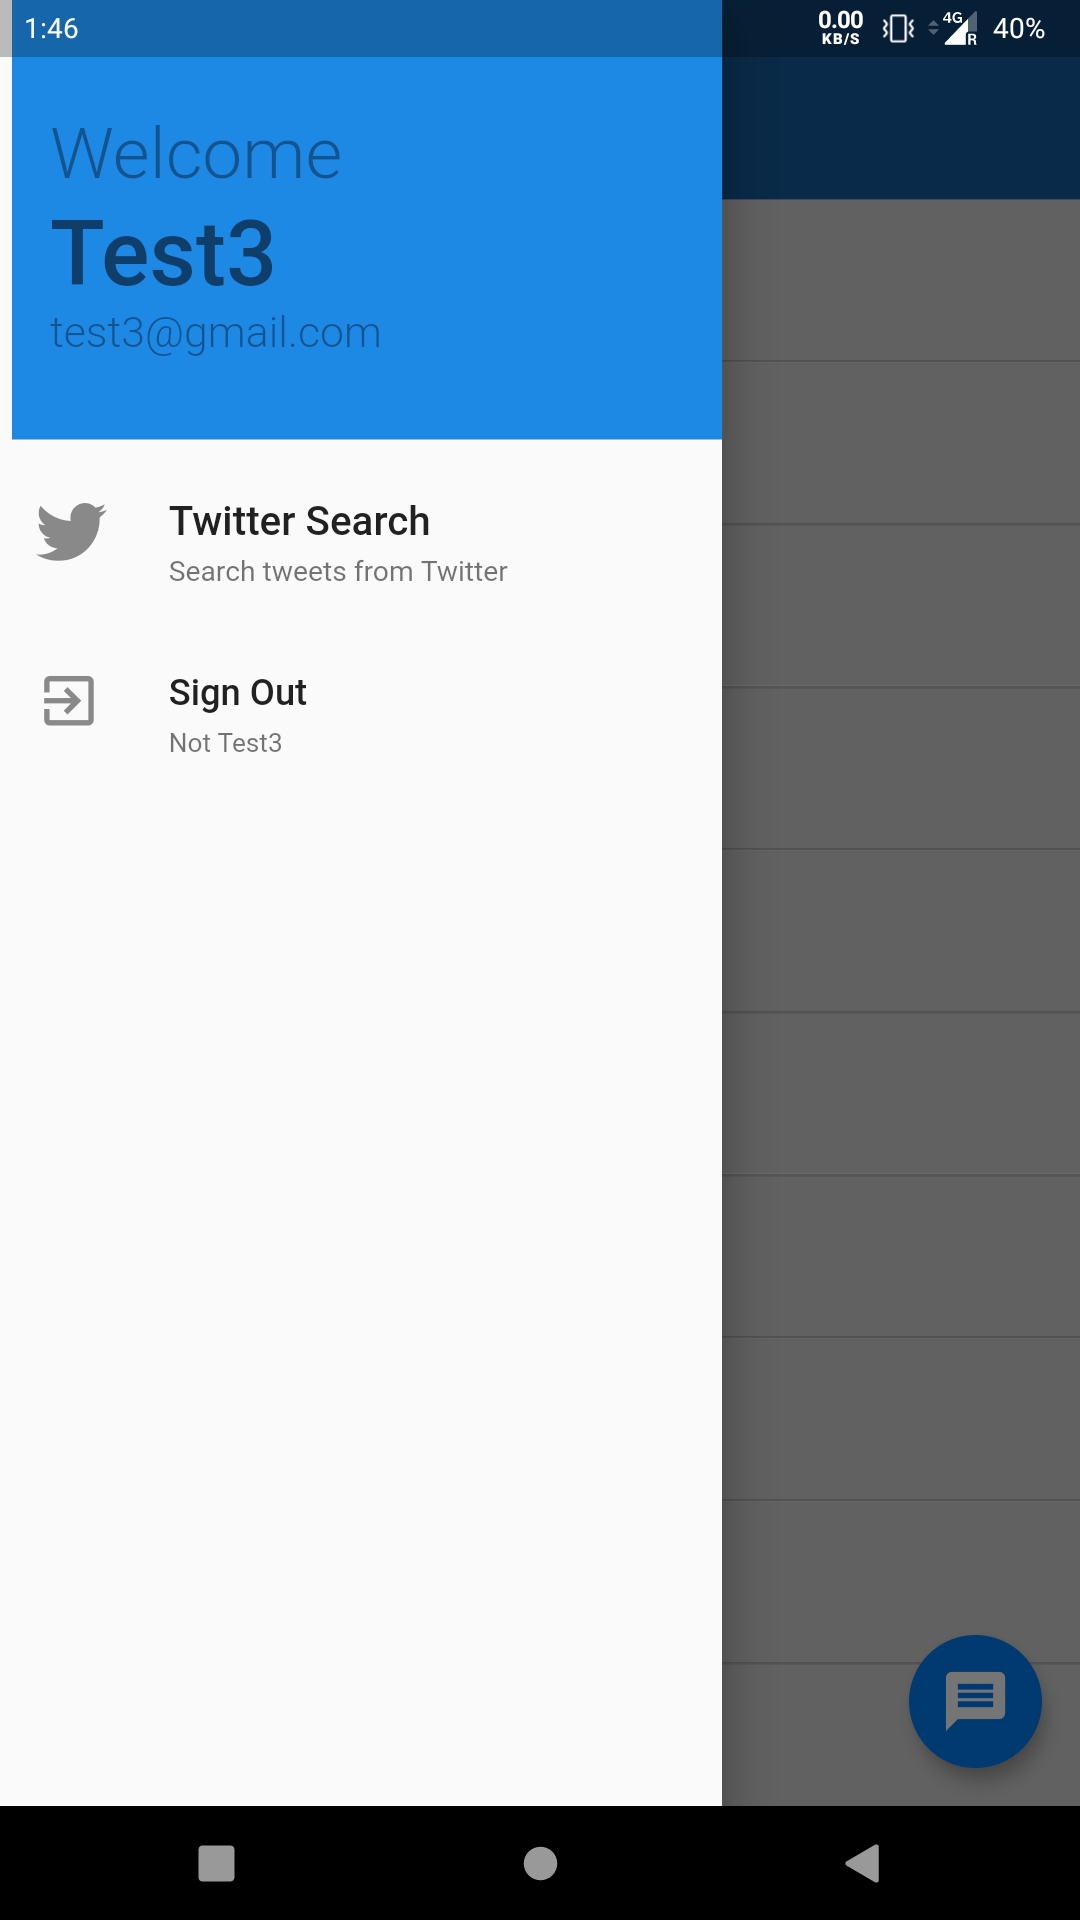 1:46
0.00
KB/S
4G
R
40%
Welcome
Test3
test3@gmail.com
Twitter Search
Search tweets from Twitter
Sign Out
Not Test3